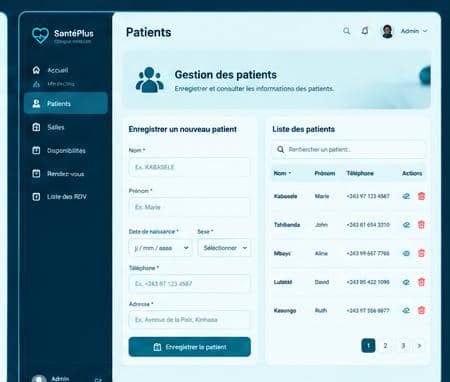 SantéPlus
Clinique médicale
Accueil
Médecins
Patients
Salles
Disponibilités
Rendez-vous
Liste des RDV
Admin
Patients
Admin
Gestion des patients
Enregistrer et consulter les informations des patients.
Enregistrer un nouveau patient
Nom *
Ex. KABASELE
Prénom *
Ex. Marie
Date de naissance * Sexe *
jj / mm / aaaa Sélectionner
Téléphone *
Ex. +243 97 123 4567
Adresse *
Ex. Avenue de la Paix, Kinhasa
Enregistrer le patient
Liste des patients
Rechercher un patient...
Nom Prénom Téléphone Actions
Kabasele Marie +243 97 123 4567
Tshibanda John +243 81 654 3210
Mbayo Aline +243 99 667 7766
David +243 85 422 1098
Kasongo Ruth +243 97 556 8877
1 2 3 >